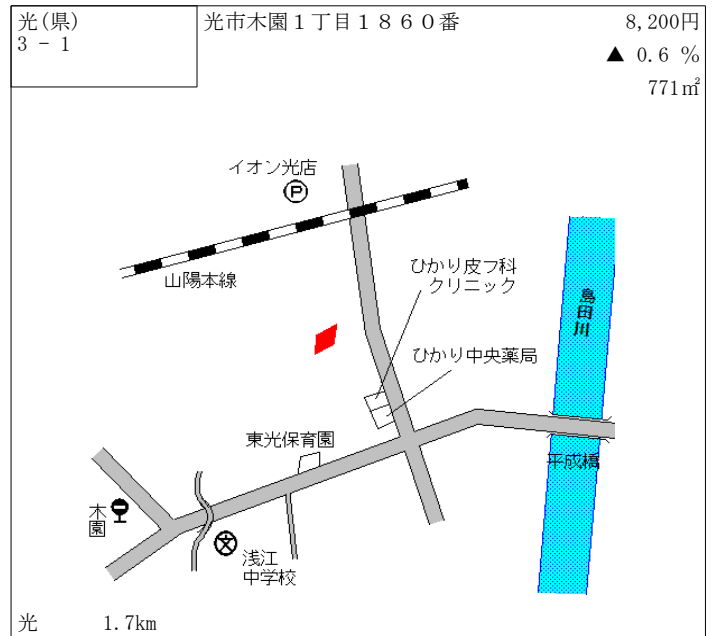 光(県)
3 - 1
光市木園１丁目１８６０番
8,200円
▲ 0.6 %
771㎡
イオン光店
P
山陽本線
ひかり皮フ科
クリニック
島田川
ひかり中央薬局
東光保育園
平成橋
木園
文
浅江
中学校
光 1.7km